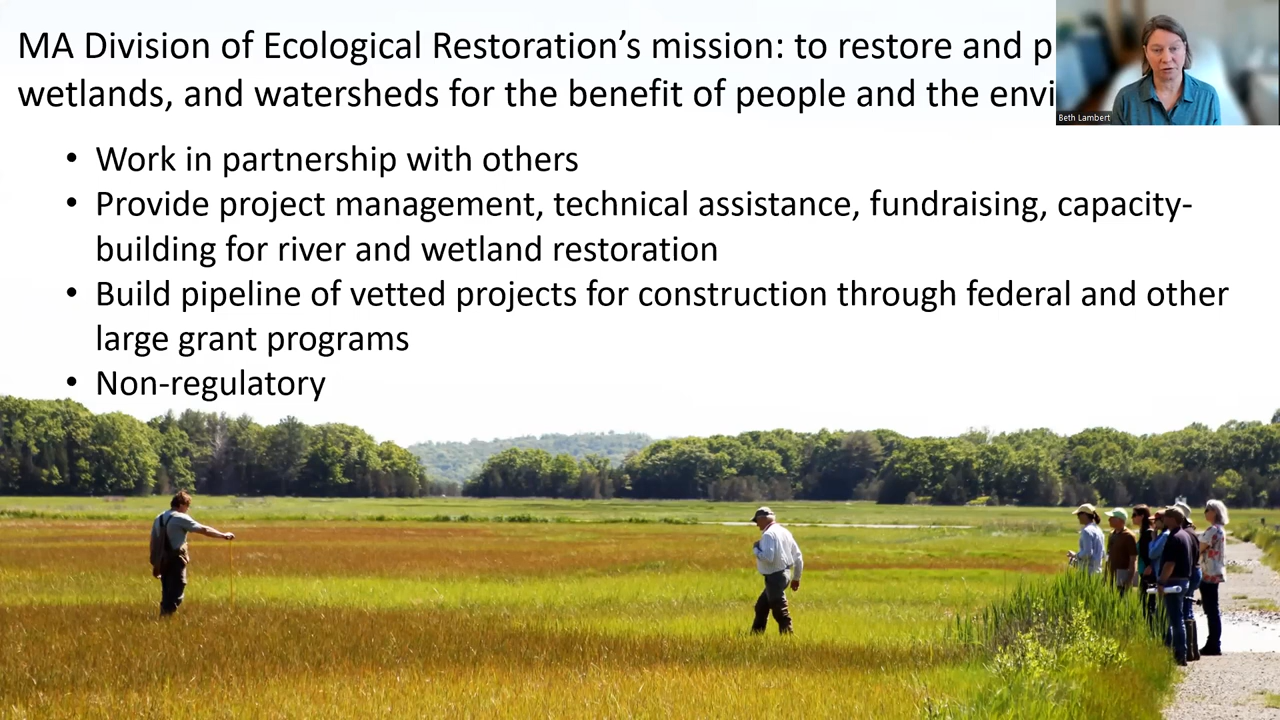 MA Division of Ecological Restoration’s mission: to restore and p
wetlands, and watersheds for the benefit of people and the envi
Beth Lambert
• Work in partnership with others
• Provide project management, technical assistance, fundraising, capacity-
building for river and wetland restoration
• Build pipeline of vetted projects for construction through federal and other
large grant programs
• Non-regulatory